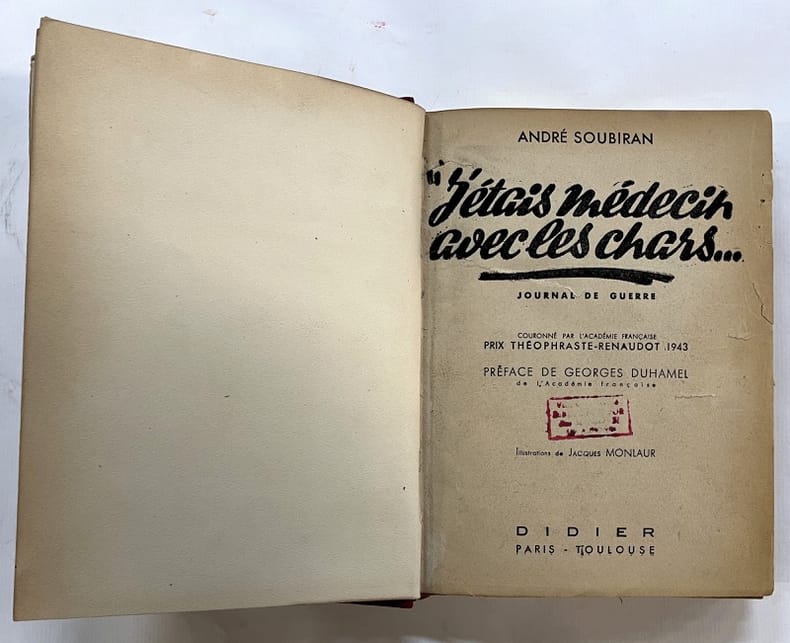 ANDRÉ SOUBIRAN
"J'étais médecin
avec les chars...
JOURNAL DE GUERRE
COURONNÉ PAR L'ACADÉMIE FRANÇAISE
PRIX THÉOPHRASTE-RENAUDOT 1943
PRÉFACE DE GEORGES DUHAMEL
de l'Académie française
Illustrations de JACQUES MONLAUR
DIDIER
PARIS - TOULOUSE